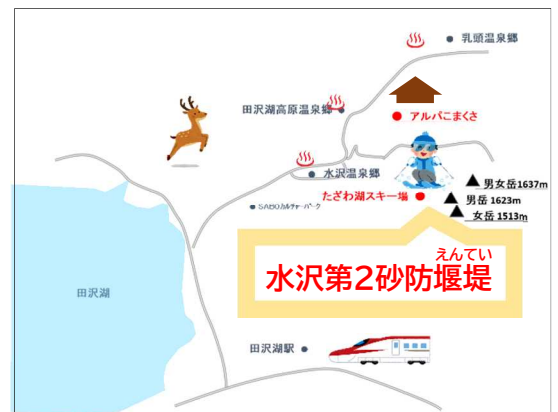 乳頭温泉郷
田沢湖高原温泉郷
アルパこまくさ
水沢温泉郷
男女岳1637m
たざわ湖スキー場
男岳 1623m
SABOカルチャーパーク
女岳 1513m
えんてい
水沢第2砂防堰堤
田沢湖
田沢湖駅